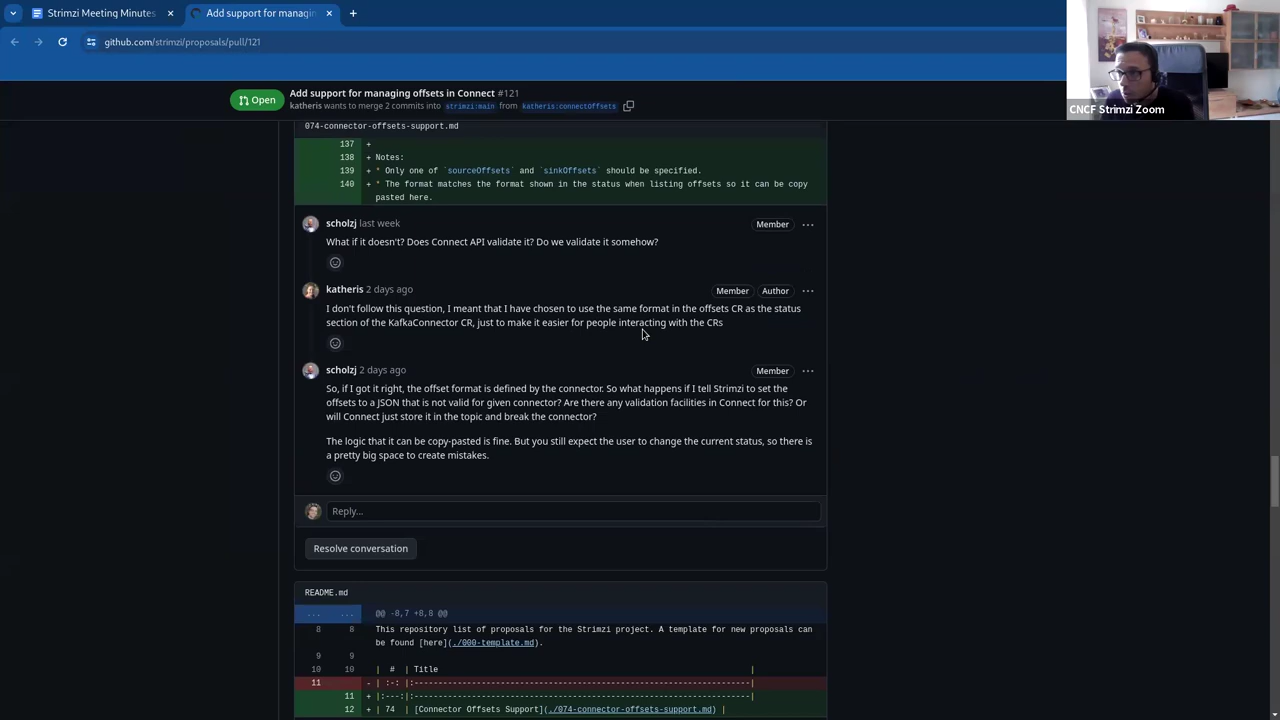 Strimzi Meeting Minutes
Add support for managin
github.com/strimzi/proposals/pull/121
CNCF Strimzi Zoom
Open
Add support for managing offsets in Connect #121
katheris wants to merge 2 commits into strimzi:main from katheris:connectOffsets
074-connector-offsets-support.md
137 +
138 + Notes:
139 + * Only one of `sourceOffsets` and `sinkOffsets` should be specified.
140 + * The format matches the format shown in the status when listing offsets so it can be copy
pasted here.
scholzj last week Member ...
What if it doesn't? Does Connect API validate it? Do we validate it somehow?
katheris 2 days ago Member Author ...
I don't follow this question, I meant that I have chosen to use the same format in the offsets CR as the status
section of the KafkaConnector CR, just to make it easier for people interacting with the CRs
scholzj 2 days ago Member ...
So, if I got it right, the offset format is defined by the connector. So what happens if I tell Strimzi to set the
offsets to a JSON that is not valid for given connector? Are there any validation facilities in Connect for this? Or
will Connect just store it in the topic and break the connector?
The logic that it can be copy-pasted is fine. But you still expect the user to change the current status, so there is
a pretty big space to create mistakes.
Reply...
Resolve conversation
README.md
... ... @@ -8,7 +8,8 @@
8 8 This repository list of proposals for the Strimzi project. A template for new proposals can
be found [here](./000-template.md).
9 9
10 10 | # | Title |
11 - | :-: |:----------------------------------------------------------------------|
11 + |:---:|:----------------------------------------------------------------------|
12 + | 74 | [Connector Offsets Support](./074-connector-offsets-support.md) |